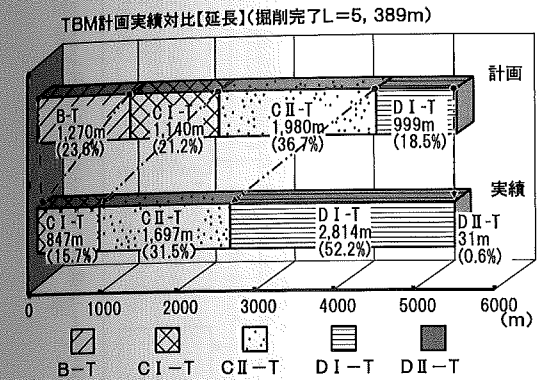 TBM計画実績対比【延長】(掘削完了L=5, 389m)
計画
B-T
1,270m
(23.6%)
CⅠ-T
1,140m
(21.2%)
CⅡ-T
1,980m
(36.7%)
DⅠ-T
999m
(18.5%)
実績
CⅠ-T
847m
(15.7%)
CⅡ-T
1,697m
(31.5%)
DⅠ-T
2,814m
(52.2%)
DⅡ-T
31m
(0.6%)
0 1000 2000 3000 4000 5000 6000
(m)
B-T CⅠ-T CⅡ-T DⅠ-T DⅡ-T